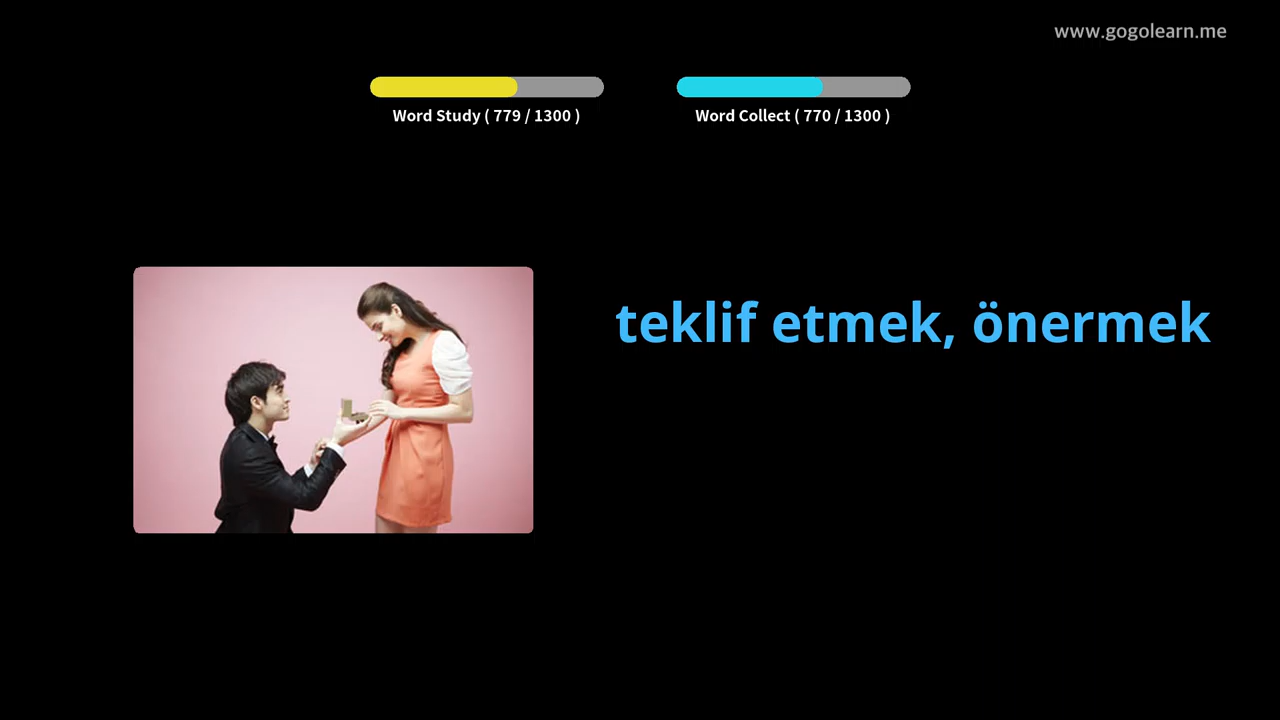 www.gogolearn.me
Word Study ( 779 / 1300 )
Word Collect ( 770 / 1300 )
teklif etmek, önermek